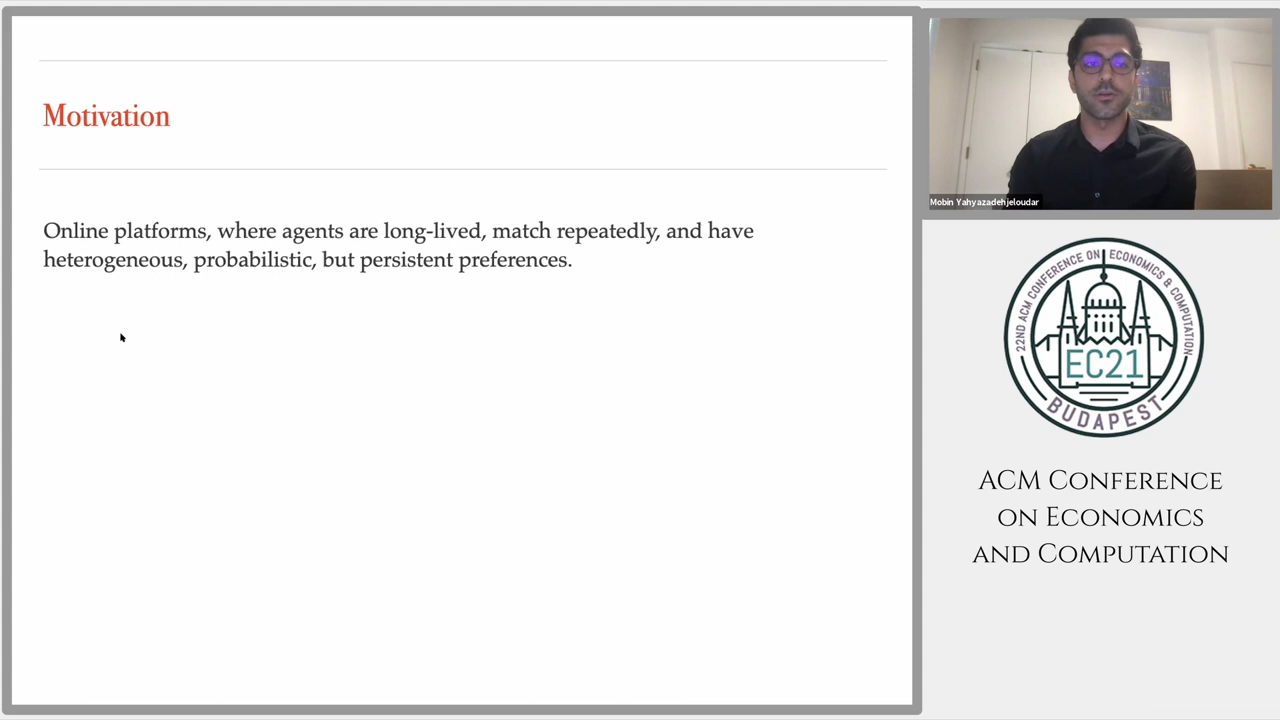 Motivation
Online platforms, where agents are long-lived, match repeatedly, and have
heterogeneous, probabilistic, but persistent preferences.
Mobin Yahyazadehjeloudar
22ND ACM CONFERENCE ON ECONOMICS & COMPUTATION
EC21
BUDAPEST
ACM Conference
on Economics
and Computation